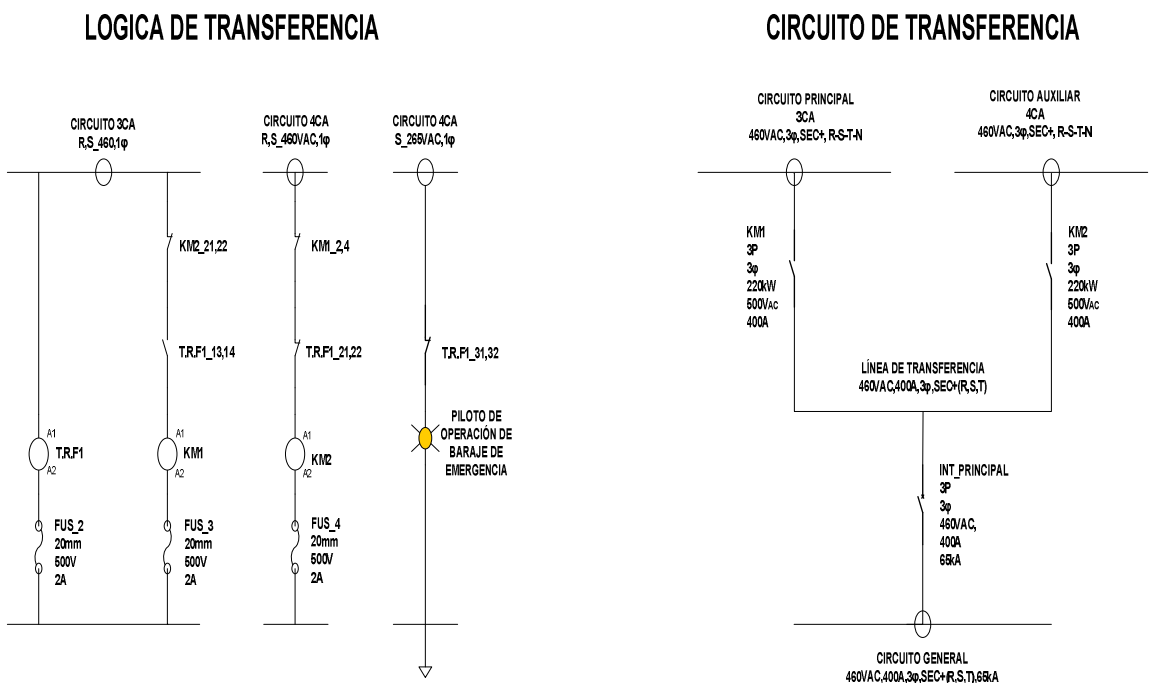 LOGICA DE TRANSFERENCIA
CIRCUITO 3CA
R,S_460,1φ
CIRCUITO 4CA
R,S_460VAC,1φ
CIRCUITO 4CA
S_265VAC,1φ
KM2_21,22
KM1_2,4
T.R.F1_13,14
T.R.F1_21,22
T.R.F1_31,32
A1
T.R.F1
A2
A1
KM1
A2
A1
KM2
A2
PILOTO DE
OPERACIÓN DE
BARAJE DE
EMERGENCIA
FUS_2
20mm
500V
2A
FUS_3
20mm
500V
2A
FUS_4
20mm
500V
2A
CIRCUITO DE TRANSFERENCIA
CIRCUITO PRINCIPAL
3CA
460VAC,3φ,SEC+, R-S-T-N
CIRCUITO AUXILIAR
4CA
460VAC,3φ,SEC+, R-S-T-N
KM1
3P
3φ
220kW
500VAC
400A
KM2
3P
3φ
220kW
500VAC
400A
LÍNEA DE TRANSFERENCIA
460VAC,400A,3φ,SEC+(R,S,T)
INT_PRINCIPAL
3P
3φ
460VAC,
400A
65kA
CIRCUITO GENERAL
460VAC,400A,3φ,SEC+(R,S,T),65kA